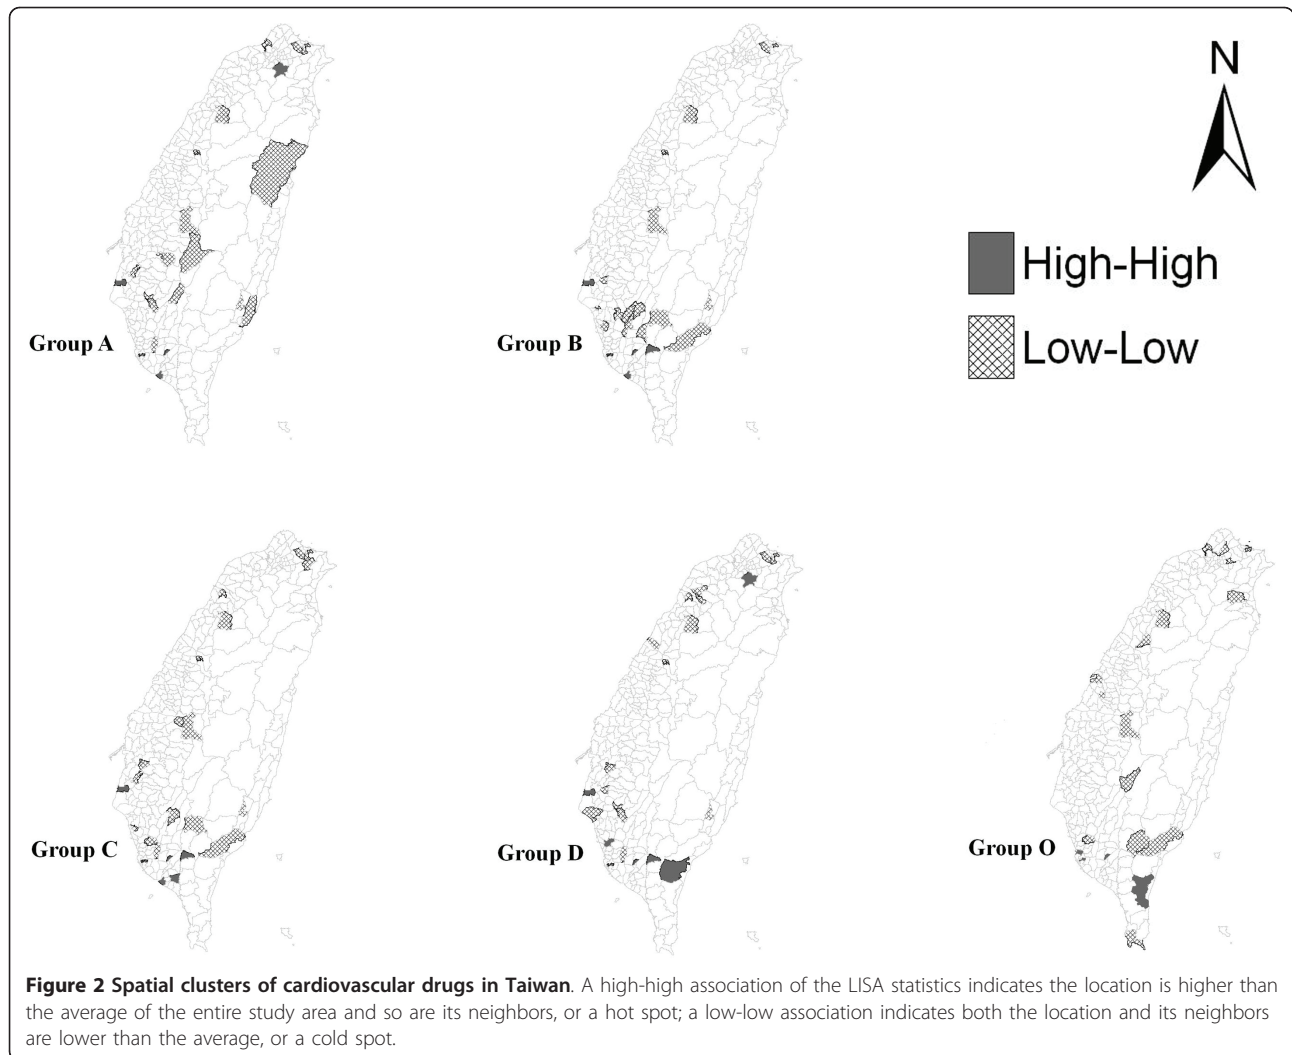 N
High-High
Low-Low
Group A
Group B
Group C
Group D
Group O
Figure 2 Spatial clusters of cardiovascular drugs in Taiwan. A high-high association of the LISA statistics indicates the location is higher than
the average of the entire study area and so are its neighbors, or a hot spot; a low-low association indicates both the location and its neighbors
are lower than the average, or a cold spot.